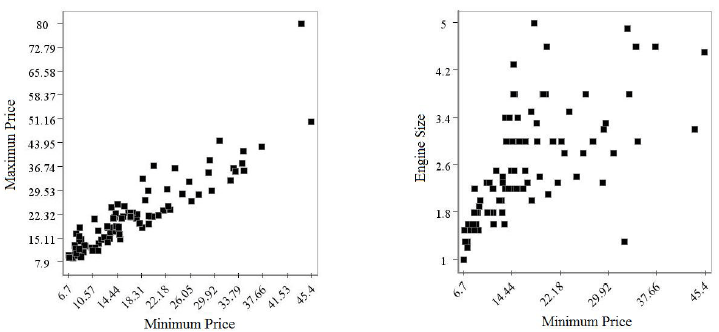 80
72.79
65.58
58.37
51.16
43.95
36.74
29.53
22.32
15.11
7.9
Maximun Price
6.7 10.57 14.44 18.31 22.18 26.05 29.92 33.79 37.66 41.53 45.4
Minimum Price
5
4.2
3.4
2.6
1.8
1
Engine Size
6.7 14.44 22.18 29.92 37.66 45.4
Minimum Price